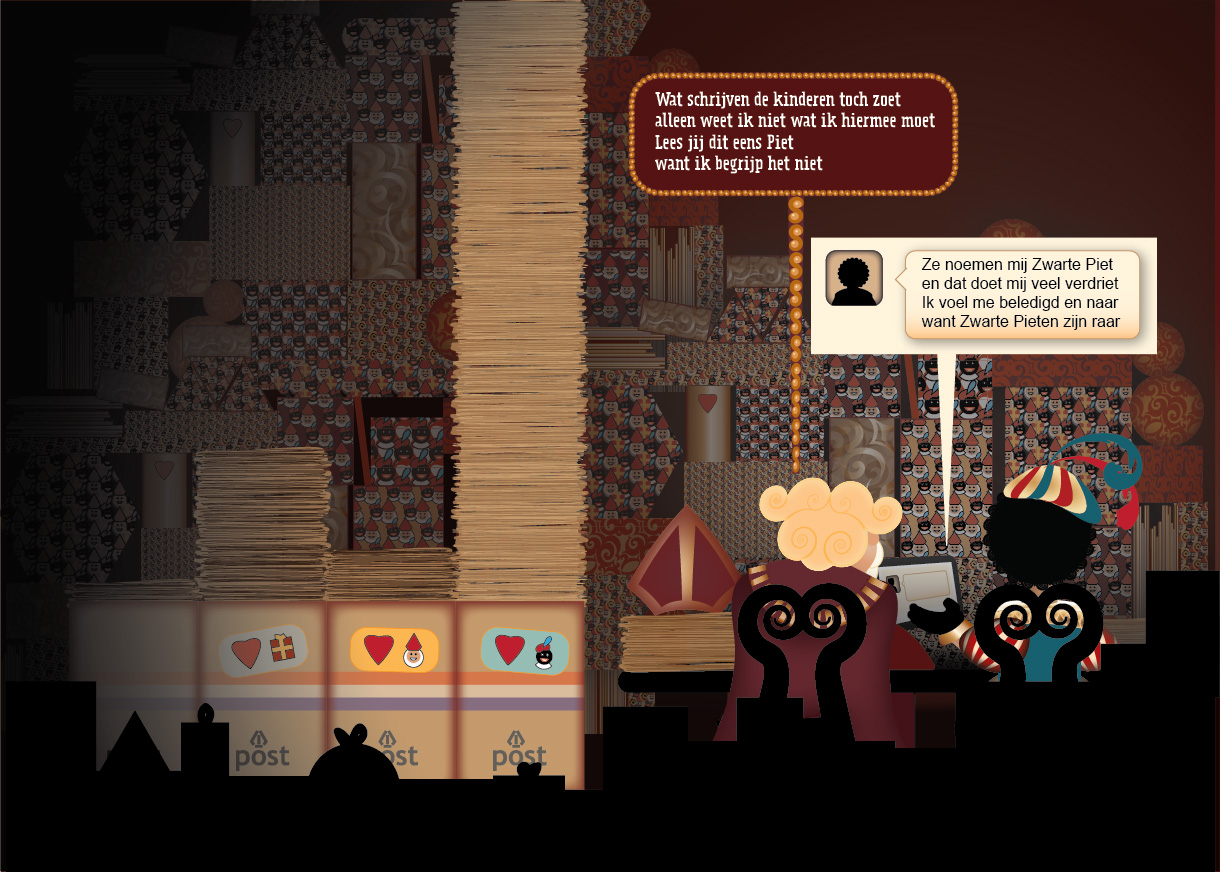 Wat schrijven de kinderen toch zoet
alleen weet ik niet wat ik hiermee moet
Lees jij dit eens Piet
want ik begrijp het niet
Ze noemen mij Zwarte Piet
en dat doet mij veel verdriet
Ik voel me beledigd en naar
want Zwarte Pieten zijn raar
post
post
post